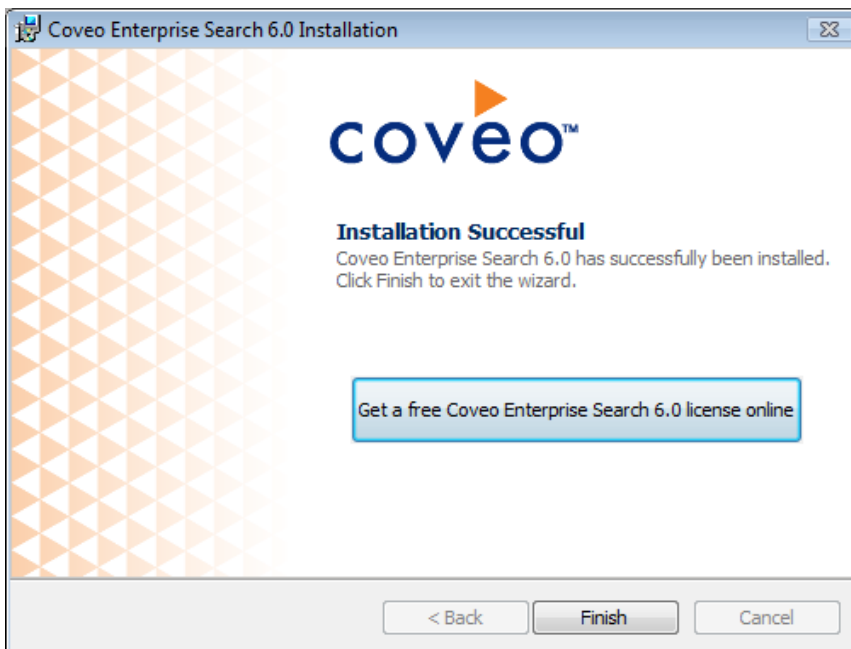 Coveo Enterprise Search 6.0 Installation
coveo™
Installation Successful
Coveo Enterprise Search 6.0 has successfully been installed.
Click Finish to exit the wizard.
Get a free Coveo Enterprise Search 6.0 license online
< Back Finish Cancel